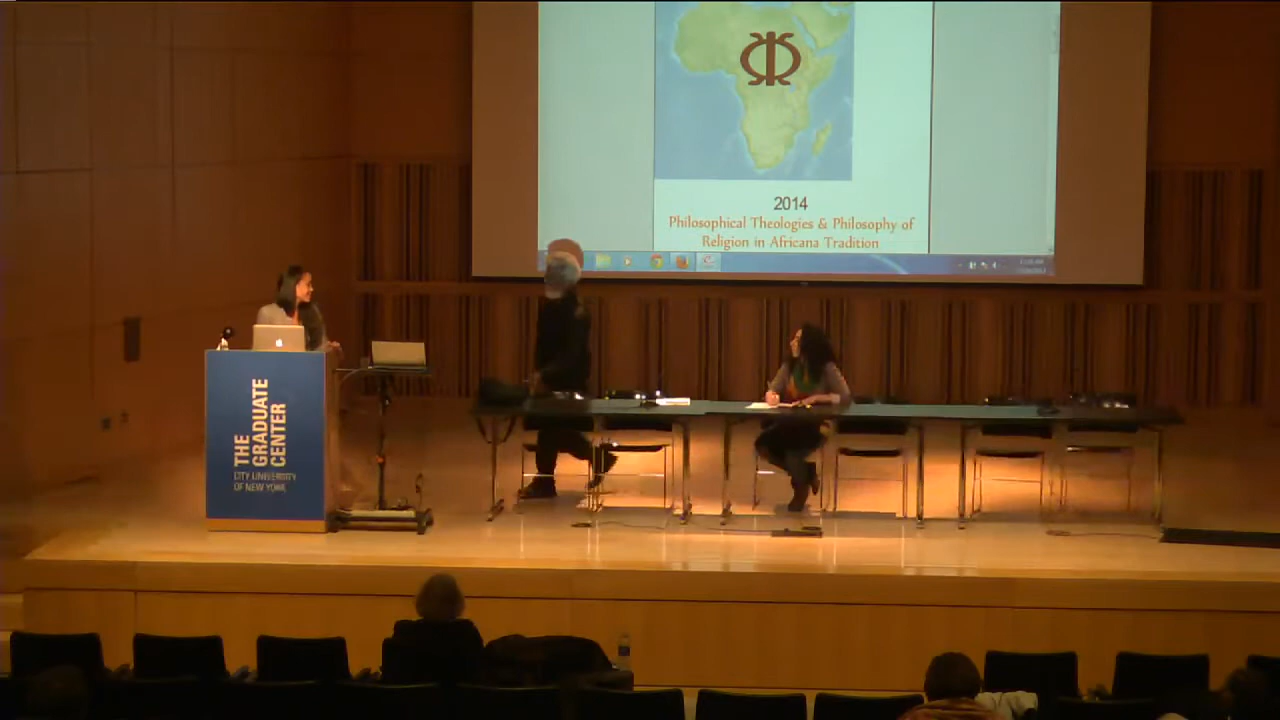 2014
Philosophical Theologies & Philosophy of
Religion in Africana Tradition
THE
GRADUATE
CENTER
CITY UNIVERSITY
OF NEW YORK